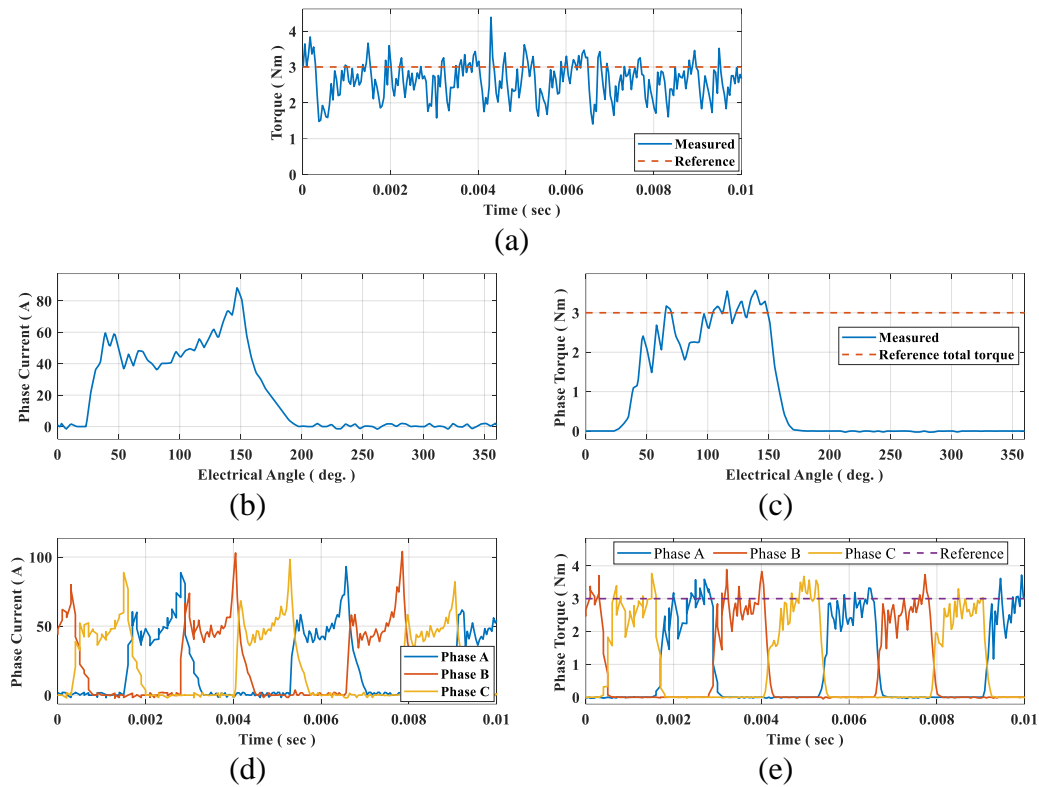 Torque ( Nm )
4
3
2
1
0
Measured
Reference
0 0.002 0.004 0.006 0.008 0.01
Time ( sec )
(a)
Phase Current ( A )
80
60
40
20
0
0 50 100 150 200 250 300 350
Electrical Angle ( deg. )
(b)
Phase Torque ( Nm )
3
2
1
0
Measured
Reference total torque
0 50 100 150 200 250 300 350
Electrical Angle ( deg. )
(c)
Phase Current ( A )
100
50
0
Phase A
Phase B
Phase C
0 0.002 0.004 0.006 0.008 0.01
Time ( sec )
(d)
Phase Torque ( Nm )
Phase A Phase B Phase C Reference
4
3
2
1
0
0 0.002 0.004 0.006 0.008 0.01
Time ( sec )
(e)